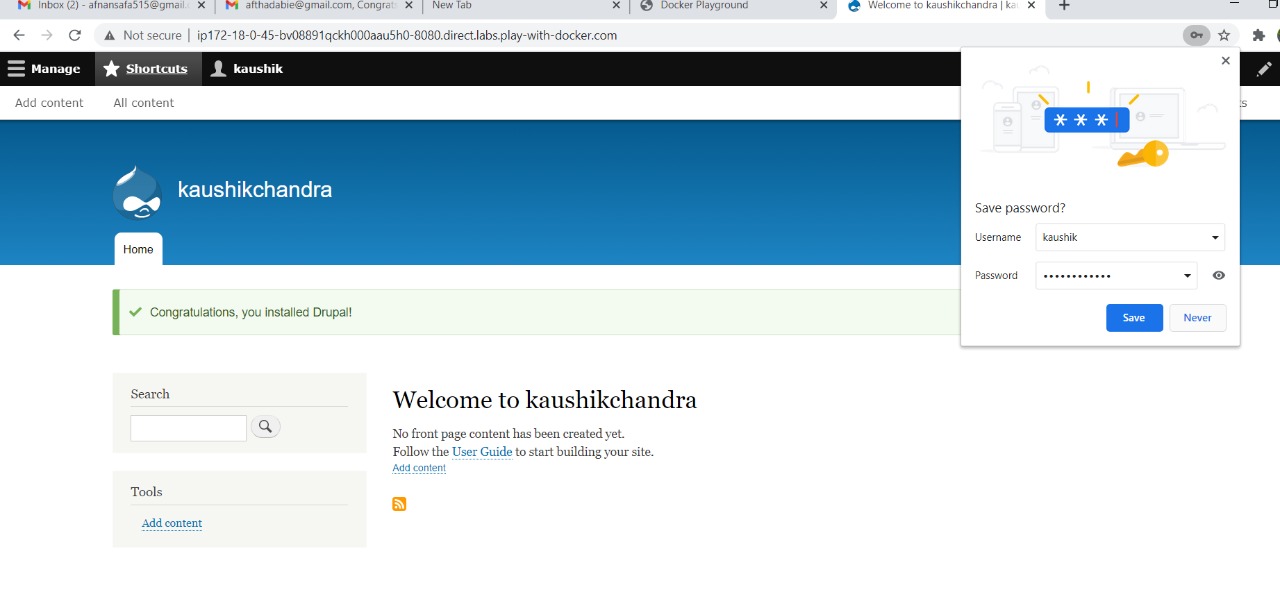 Inbox (2) - afnansafa515@gmail.c
afthadabie@gmail.com, Congrat
New Tab
Docker Playground
Welcome to kaushikchandra | ka
Not secure | ip172-18-0-45-bv08891qckh000aau5h0-8080.direct.labs.play-with-docker.com
Manage Shortcuts kaushik
Add content All content
kaushikchandra
Home
Congratulations, you installed Drupal!
Search
Tools
Add content
Welcome to kaushikchandra
No front page content has been created yet.
Follow the User Guide to start building your site.
Add content
* * *
Save password?
Username kaushik
Password ••••••••••••
Save Never